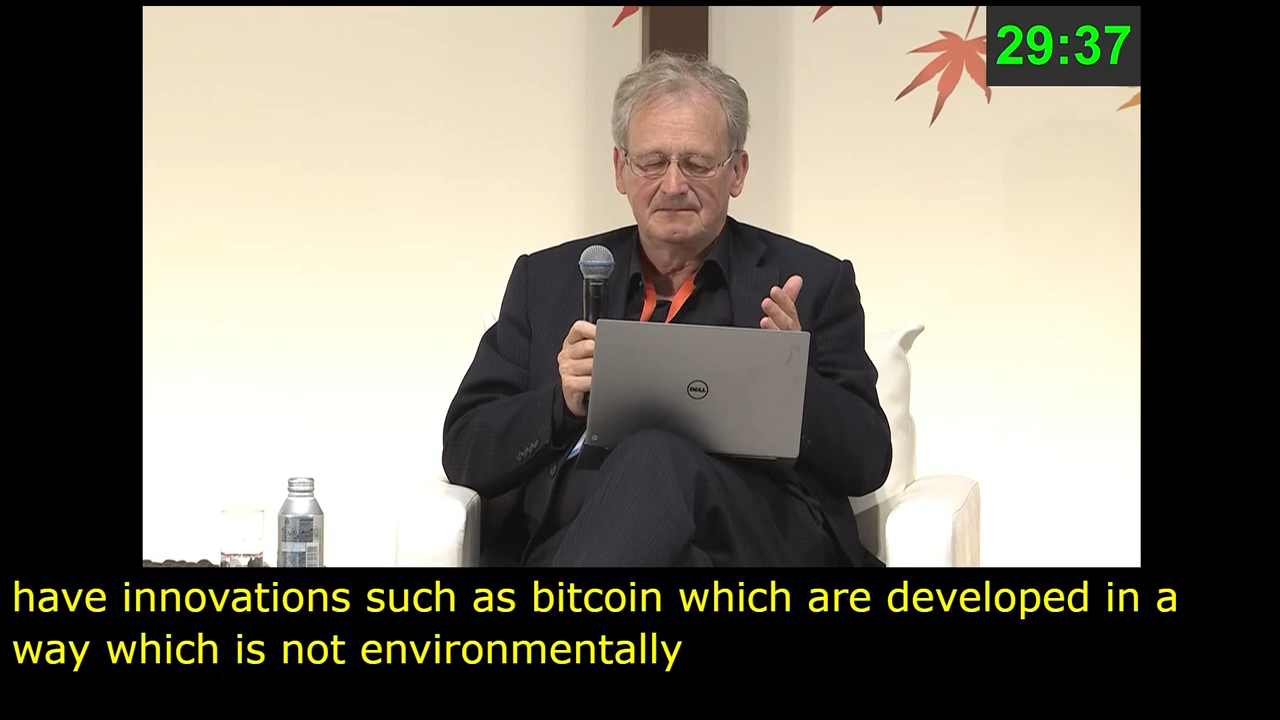 29:37
DELL
have innovations such as bitcoin which are developed in a
way which is not environmentally